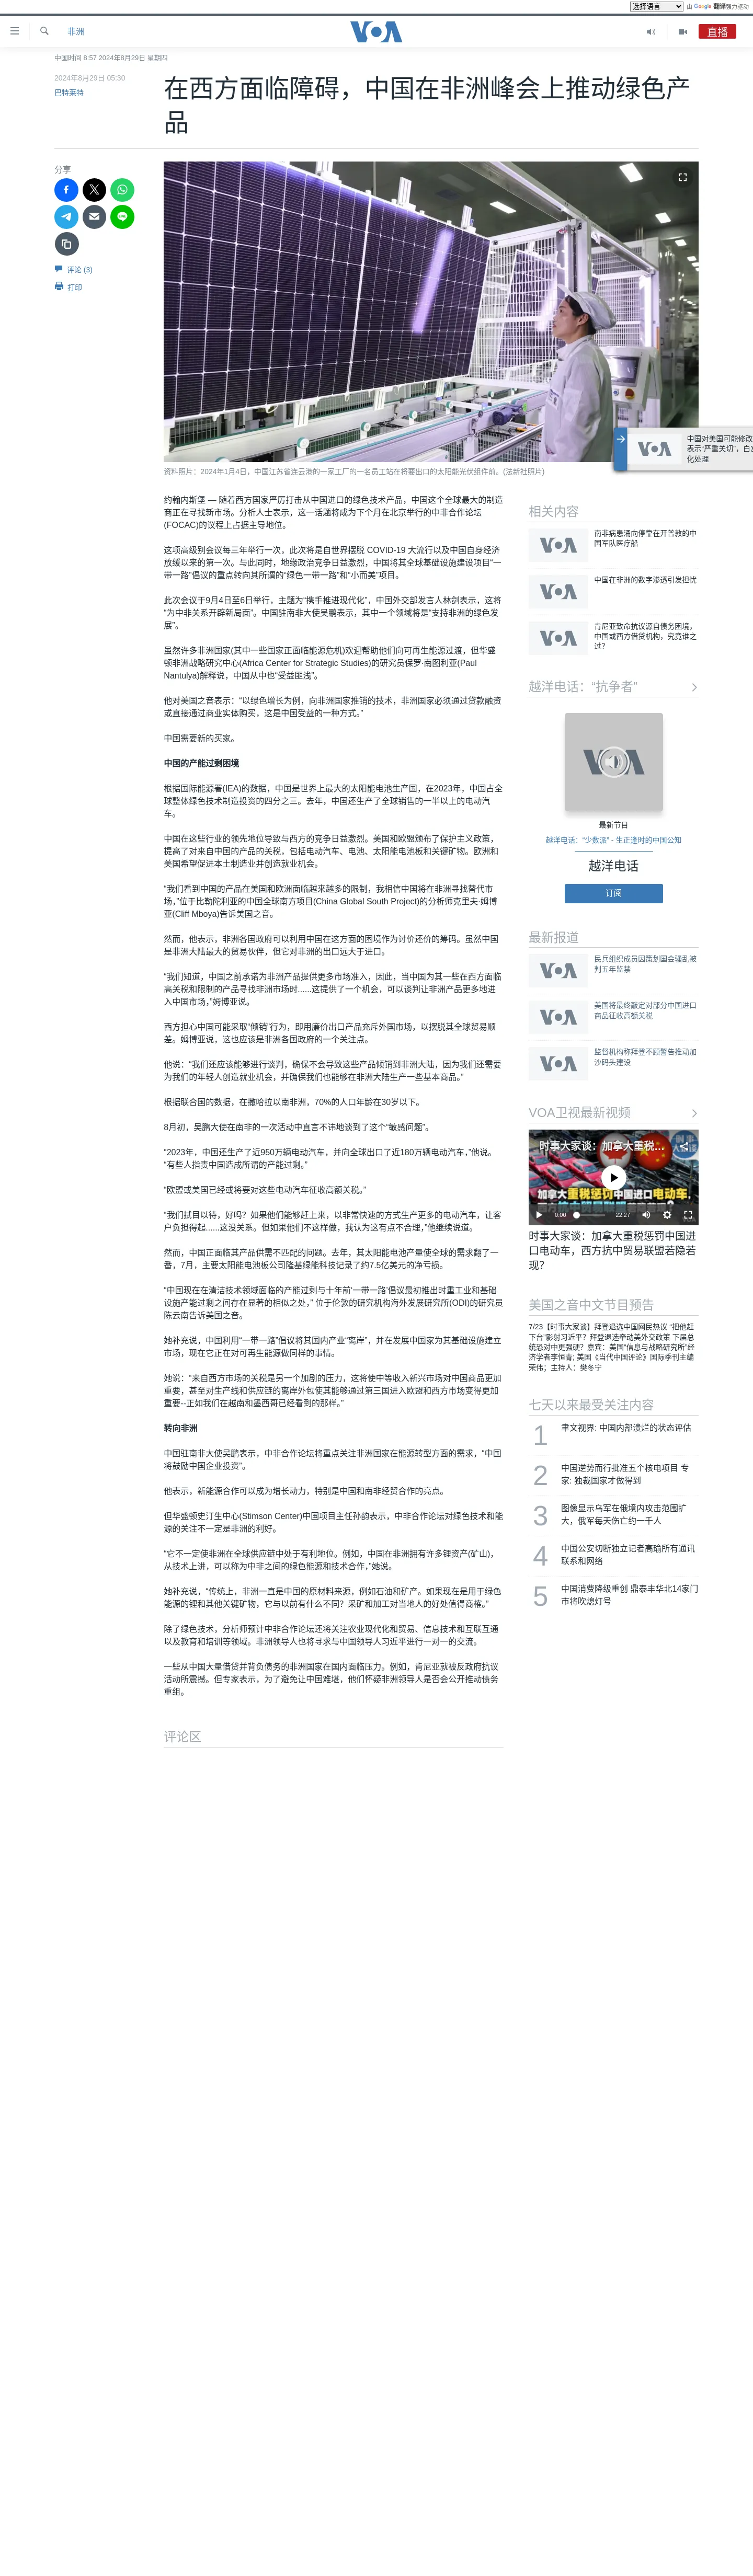 选择语言 由 Google 翻译强力驱动
非洲
VOA
直播
中国时间 8:57 2024年8月29日 星期四
2024年8月29日 05:30
巴特莱特
在西方面临障碍，中国在非洲峰会上推动绿色产
品
分享
评论 (3)
打印
中国对美国可能修改
表示“严重关切”，白宫
化处理
资料照片：2024年1月4日，中国江苏省连云港的一家工厂的一名员工站在将要出口的太阳能光伏组件前。(法新社照片)
约翰内斯堡 — 随着西方国家严厉打击从中国进口的绿色技术产品，中国这个全球最大的制造
商正在寻找新市场。分析人士表示，这一话题将成为下个月在北京举行的中非合作论坛
(FOCAC)的议程上占据主导地位。
这项高级别会议每三年举行一次，此次将是自世界摆脱 COVID-19 大流行以及中国自身经济
放缓以来的第一次。与此同时，地缘政治竞争日益激烈，中国将其全球基础设施建设项目“一
带一路”倡议的重点转向其所谓的“绿色一带一路”和“小而美”项目。
此次会议于9月4日至6日举行，主题为“携手推进现代化”，中国外交部发言人林剑表示，这将
“为中非关系开辟新局面”。中国驻南非大使吴鹏表示，其中一个领域将是“支持非洲的绿色发
展”。
虽然许多非洲国家(其中一些国家正面临能源危机)欢迎帮助他们向可再生能源过渡，但华盛
顿非洲战略研究中心(Africa Center for Strategic Studies)的研究员保罗·南图利亚(Paul
Nantulya)解释说，中国从中也“受益匪浅”。
他对美国之音表示：“以绿色增长为例，向非洲国家推销的技术，非洲国家必须通过贷款融资
或直接通过商业实体购买，这是中国受益的一种方式。”
中国需要新的买家。
中国的产能过剩困境
根据国际能源署(IEA)的数据，中国是世界上最大的太阳能电池生产国，在2023年，中国占全
球整体绿色技术制造投资的四分之三。去年，中国还生产了全球销售的一半以上的电动汽
车。
中国在这些行业的领先地位导致与西方的竞争日益激烈。美国和欧盟颁布了保护主义政策，
提高了对来自中国的产品的关税，包括电动汽车、电池、太阳能电池板和关键矿物。欧洲和
美国希望促进本土制造业并创造就业机会。
“我们看到中国的产品在美国和欧洲面临越来越多的限制，我相信中国将在非洲寻找替代市
场，”位于比勒陀利亚的中国全球南方项目(China Global South Project)的分析师克里夫·姆博
亚(Cliff Mboya)告诉美国之音。
然而，他表示，非洲各国政府可以利用中国在这方面的困境作为讨价还价的筹码。虽然中国
是非洲大陆最大的贸易伙伴，但它对非洲的出口远大于进口。
“我们知道，中国之前承诺为非洲产品提供更多市场准入，因此，当中国为其一些在西方面临
高关税和限制的产品寻找非洲市场时......这提供了一个机会，可以谈判让非洲产品更多地进
入中国市场，”姆博亚说。
西方担心中国可能采取“倾销”行为，即用廉价出口产品充斥外国市场，以摆脱其全球贸易顺
差。姆博亚说，这也应该是非洲各国政府的一个关注点。
他说：“我们还应该能够进行谈判，确保不会导致这些产品倾销到非洲大陆，因为我们还需要
为我们的年轻人创造就业机会，并确保我们也能够在非洲大陆生产一些基本商品。”
根据联合国的数据，在撒哈拉以南非洲，70%的人口年龄在30岁以下。
8月初，吴鹏大使在南非的一次活动中直言不讳地谈到了这个“敏感问题”。
“2023年，中国还生产了近950万辆电动汽车，并向全球出口了近180万辆电动汽车，”他说。
“有些人指责中国造成所谓的产能过剩。”
“欧盟或美国已经或将要对这些电动汽车征收高额关税。”
“我们拭目以待，好吗？如果他们能够赶上来，以非常快速的方式生产更多的电动汽车，让客
户负担得起......这没关系。但如果他们不这样做，我认为这有点不合理，”他继续说道。
然而，中国正面临其产品供需不匹配的问题。去年，其太阳能电池产量使全球的需求翻了一
番，7月，主要太阳能电池板公司隆基绿能科技记录了约7.5亿美元的净亏损。
“中国现在在清洁技术领域面临的产能过剩与十年前‘一带一路’倡议最初推出时重工业和基础
设施产能过剩之间存在显著的相似之处，” 位于伦敦的研究机构海外发展研究所(ODI)的研究员
陈云南告诉美国之音。
她补充说，中国利用“一带一路”倡议将其国内产业“离岸”，并在发展中国家为其基础设施建立
市场，现在它正在对可再生能源做同样的事情。
她说：“来自西方市场的关税是另一个加剧的压力，这将使中等收入新兴市场对中国商品更加
重要，甚至对生产线和供应链的离岸外包使其能够通过第三国进入欧盟和西方市场变得更加
重要--正如我们在越南和墨西哥已经看到的那样。”
转向非洲
中国驻南非大使吴鹏表示，中非合作论坛将重点关注非洲国家在能源转型方面的需求，“中国
将鼓励中国企业投资”。
他表示，新能源合作可以成为增长动力，特别是中国和南非经贸合作的亮点。
但华盛顿史汀生中心(Stimson Center)中国项目主任孙韵表示，中非合作论坛对绿色技术和能
源的关注不一定是非洲的利好。
“它不一定使非洲在全球供应链中处于有利地位。例如，中国在非洲拥有许多锂资产(矿山)，
从技术上讲，可以称为中非之间的绿色能源和技术合作，”她说。
她补充说，“传统上，非洲一直是中国的原材料来源，例如石油和矿产。如果现在是用于绿色
能源的锂和其他关键矿物，它与以前有什么不同？采矿和加工对当地人的好处值得商榷。”
除了绿色技术，分析师预计中非合作论坛还将关注农业现代化和贸易、信息技术和互联互通
以及教育和培训等领域。非洲领导人也将寻求与中国领导人习近平进行一对一的交流。
一些从中国大量借贷并背负债务的非洲国家在国内面临压力。例如，肯尼亚就被反政府抗议
活动所震撼。但专家表示，为了避免让中国难堪，他们怀疑非洲领导人是否会公开推动债务
重组。
评论区
相关内容
VOA
南非病患涌向停靠在开普敦的中
国军队医疗船
VOA
中国在非洲的数字渗透引发担忧
VOA
肯尼亚致命抗议源自债务困境，
中国或西方借贷机构，究竟谁之
过？
越洋电话：“抗争者”
VOA
最新节目
越洋电话：“少数派” - 生正逢时的中国公知
越洋电话
订阅
最新报道
VOA
民兵组织成员因策划国会骚乱被
判五年监禁
VOA
美国将最终敲定对部分中国进口
商品征收高额关税
VOA
监督机构称拜登不顾警告推动加
沙码头建设
VOA卫视最新视频
时事大家谈：加拿大重税…
加拿大重税惩罚中国进口电动车，
0:00 22:27
时事大家谈：加拿大重税惩罚中国进
口电动车，西方抗中贸易联盟若隐若
现？
美国之音中文节目预告
7/23【时事大家谈】拜登退选中国网民热议 “把他赶
下台”影射习近平？拜登退选牵动美外交政策 下届总
统恐对中更强硬？嘉宾：美国“信息与战略研究所”经
济学者李恒青; 美国《当代中国评论》国际季刊主编
荣伟；主持人：樊冬宁
七天以来最受关注内容
1 聿文视界: 中国内部溃烂的状态评估
2 中国逆势而行批准五个核电项目 专
家: 独裁国家才做得到
3 图像显示乌军在俄境内攻击范围扩
大，俄军每天伤亡约一千人
4 中国公安切断独立记者高瑜所有通讯
联系和网络
5 中国消费降级重创 鼎泰丰华北14家门
市将吹熄灯号